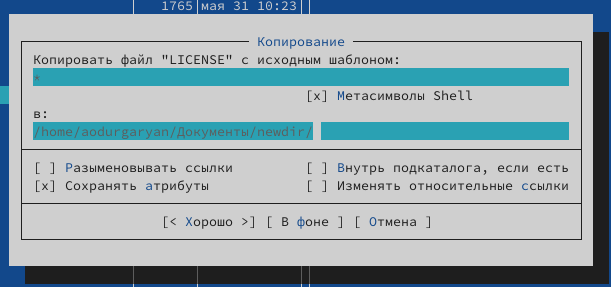 1765 мая 31 10:23
Копирование
Копировать файл "LICENSE" с исходным шаблоном:
*
[x] Метасимволы Shell
в:
/home/aodurgaryan/Документы/newdir/
[ ] Разыменовывать ссылки [ ] Внутрь подкаталога, если есть
[x] Сохранять атрибуты [ ] Изменять относительные ссылки
[< Хорошо >] [ В фоне ] [ Отмена ]